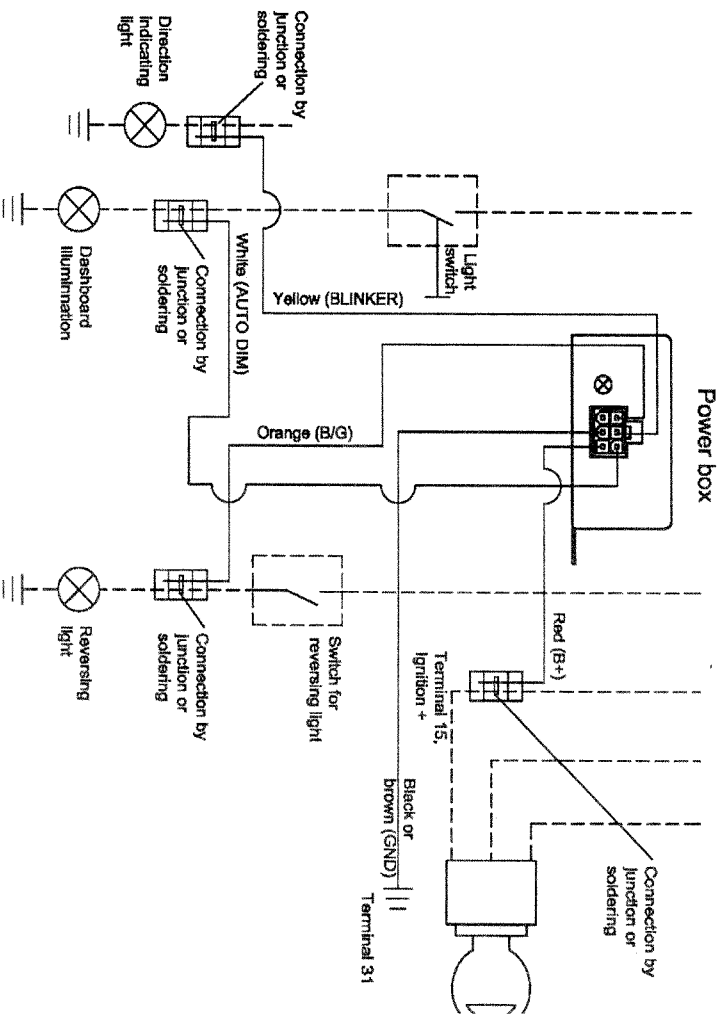 Power box
Connection by
junction or
soldering
Red (B+)
Light
switch
Terminal 15,
Ignition +
Black or
brown (GND)
Terminal 31
Yellow (BLINKER)
Orange (B/G)
Switch for
reversing light
Connection by
junction or
soldering
White (AUTO DIM)
Connection by
junction or
soldering
Connection by
junction or
soldering
Direction
indicating
light
Dashboard
illuminnation
Reversing
light